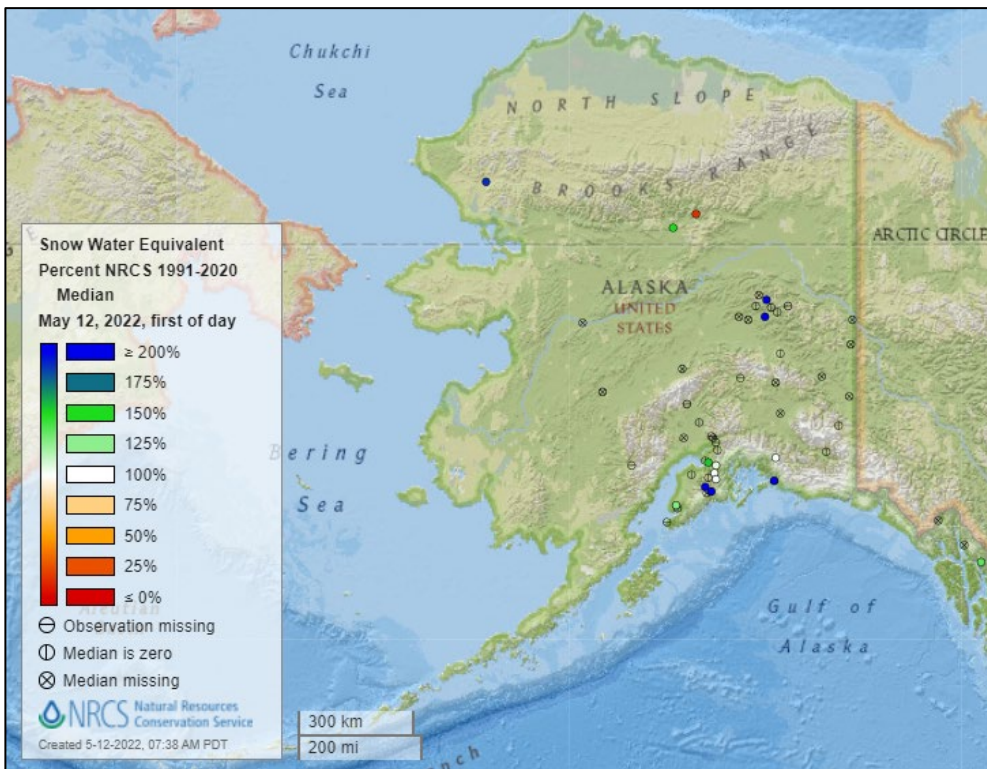 Chukchi
Sea
NORTH SLOPE
BROOKS RANGE
ARCTIC CIRCLE
ALASKA
UNITED
STATES
Bering
Sea
Gulf of
Alaska
Snow Water Equivalent
Percent NRCS 1991-2020
Median
May 12, 2022, first of day
≥ 200%
175%
150%
125%
100%
75%
50%
25%
≤ 0%
Observation missing
Median is zero
Median missing
NRCS Natural Resources
Conservation Service
Created 5-12-2022, 07:38 AM PDT
300 km
200 mi